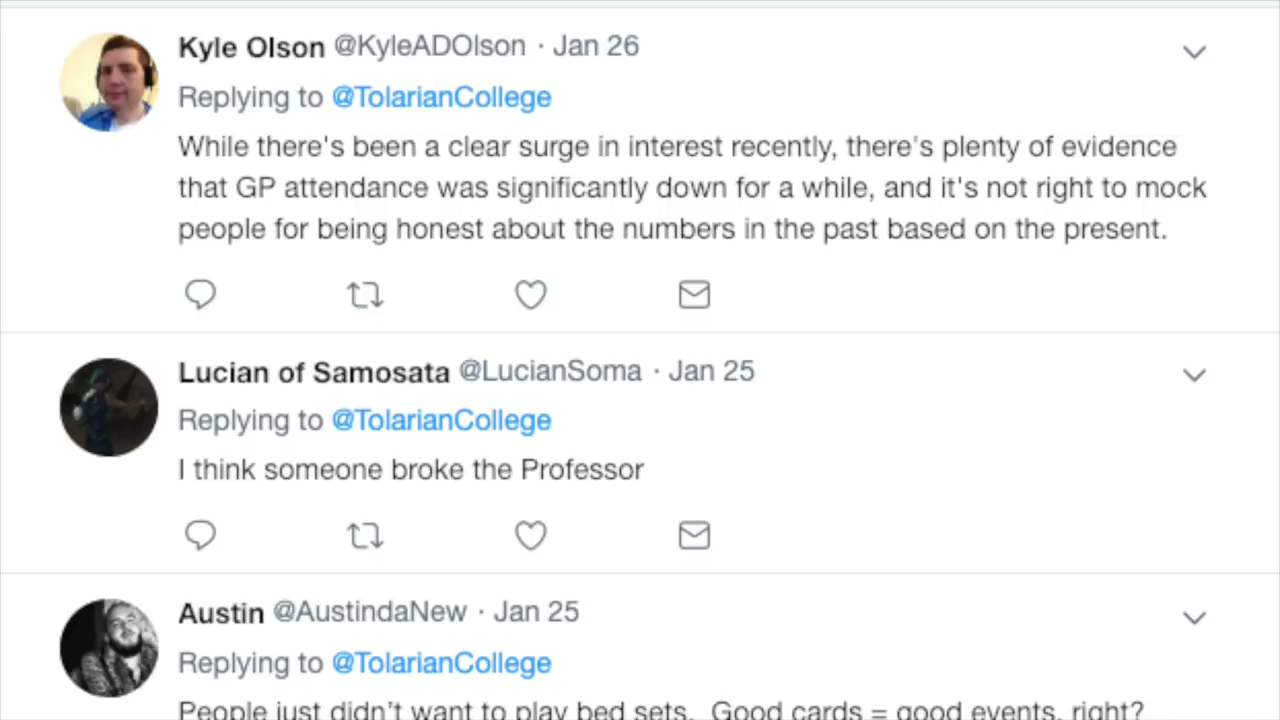 Kyle Olson @KyleADOlson · Jan 26
Replying to @TolarianCollege
While there's been a clear surge in interest recently, there's plenty of evidence
that GP attendance was significantly down for a while, and it's not right to mock
people for being honest about the numbers in the past based on the present.
Lucian of Samosata @LucianSoma · Jan 25
Replying to @TolarianCollege
I think someone broke the Professor
Austin @AustindaNew · Jan 25
Replying to @TolarianCollege
People just didn't want to play bed sets. Good cards = good events, right?